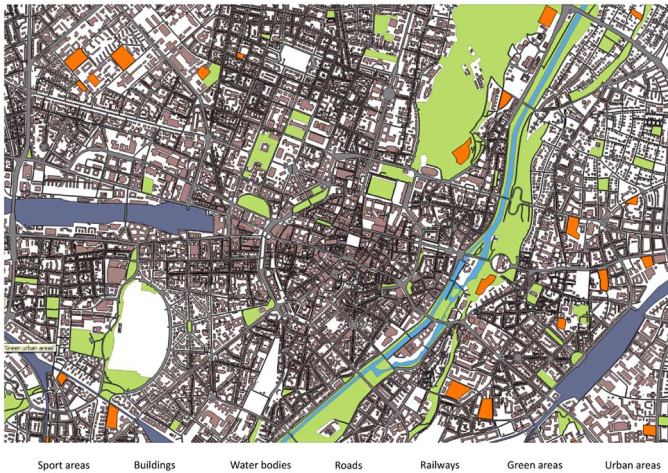 'Green urban areas'
Sport areas Buildings Water bodies Roads Railways Green areas Urban areas